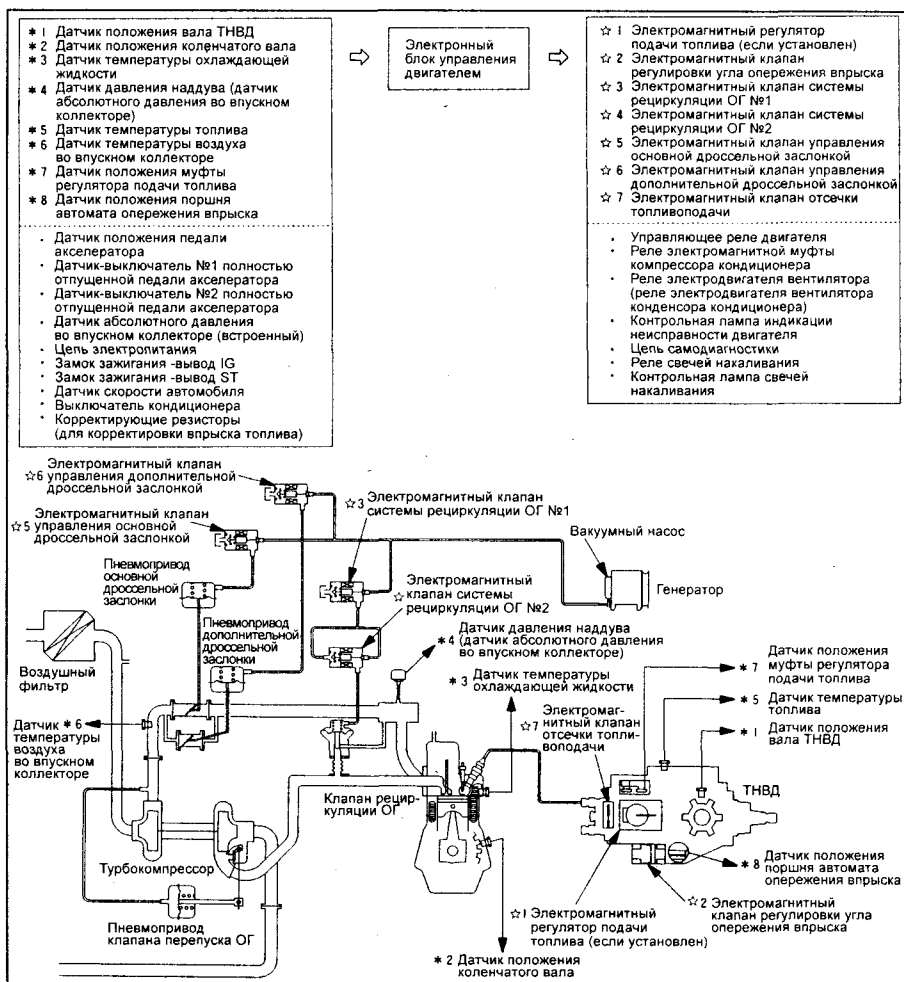 * 1 Датчик положения вала ТНВД
* 2 Датчик положения коленчатого вала
* 3 Датчик температуры охлаждающей
жидкости
* 4 Датчик давления наддува (датчик
абсолютного давления во впускном
коллекторе)
* 5 Датчик температуры топлива
* 6 Датчик температуры воздуха
во впускном коллекторе
* 7 Датчик положения муфты
регулятора подачи топлива
* 8 Датчик положения поршня
автомата опережения впрыска
· Датчик положения педали
акселератора
· Датчик-выключатель №1 полностью
отпущенной педали акселератора
· Датчик-выключатель №2 полностью
отпущенной педали акселератора
· Датчик абсолютного давления
во впускном коллекторе (встроенный)
· Цепь электропитания
· Замок зажигания -вывод IG
· Замок зажигания -вывод ST
· Датчик скорости автомобиля
· Выключатель кондиционера
· Корректирующие резисторы
(для корректировки впрыска топлива)
Электронный
блок управления
двигателем
☆ 1 Электромагнитный регулятор
подачи топлива (если установлен)
☆ 2 Электромагнитный клапан
регулировки угла опережения впрыска
☆ 3 Электромагнитный клапан системы
рециркуляции ОГ №1
☆ 4 Электромагнитный клапан системы
рециркуляции ОГ №2
☆ 5 Электромагнитный клапан управления
основной дроссельной заслонкой
☆ 6 Электромагнитный клапан управления
дополнительной дроссельной заслонкой
☆ 7 Электромагнитный клапан отсечки
топливоподачи
· Управляющее реле двигателя
· Реле электромагнитной муфты
компрессора кондиционера
· Реле электродвигателя вентилятора
(реле электродвигателя вентилятора
конденсора кондиционера)
· Контрольная лампа индикации
неисправности двигателя
· Цепь самодиагностики
· Реле свечей накаливания
· Контрольная лампа свечей
накаливания
Электромагнитный клапан
☆6 управления дополнительной
дроссельной заслонкой
Электромагнитный клапан
☆5 управления основной
дроссельной заслонкой
☆3 Электромагнитный клапан
системы рециркуляции ОГ №1
Вакуумный насос
Генератор
Пневмопривод
основной
дроссельной
заслонки
Электромагнитный
☆ клапан системы
рециркуляции ОГ №2
Пневмопривод
дополнительной
дроссельной
заслонки
Воздушный
фильтр
Датчик давления наддува
* 4 (датчик абсолютного давления
во впускном коллекторе)
* 3 Датчик температуры
охлаждающей жидкости
Датчик положения
* 7 муфты регулятора
подачи топлива
* 5 Датчик температуры
топлива
* 1 Датчик положения
вала ТНВД
Датчик * 6
температуры
воздуха
во впускном
коллекторе
Электромаг-
☆7 нитный клапан
отсечки топли-
воподачи
ТНВД
Клапан рецир-
куляции ОГ
Турбокомпрессор
* 8 Датчик положения
поршня автомата
опережения впрыска
☆ 2 Электромагнитный
клапан регулировки угла
опережения впрыска
☆1 Электромагнитный
регулятор подачи
топлива (если установлен)
Пневмопривод
клапана перепуска ОГ
* 2 Датчик положения
коленчатого вала